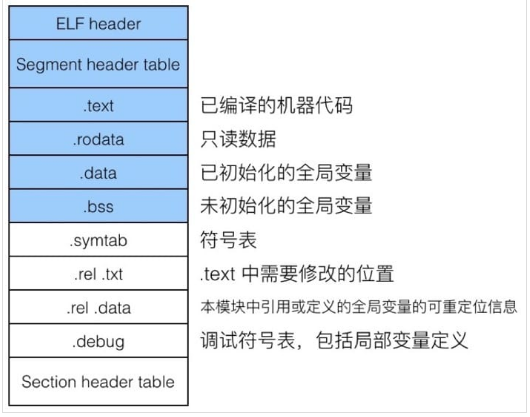 ELF header
Segment header table
.text 已编译的机器代码
.rodata 只读数据
.data 已初始化的全局变量
.bss 未初始化的全局变量
.symtab 符号表
.rel .txt .text 中需要修改的位置
.rel .data 本模块中引用或定义的全局变量的可重定位信息
.debug 调试符号表，包括局部变量定义
Section header table